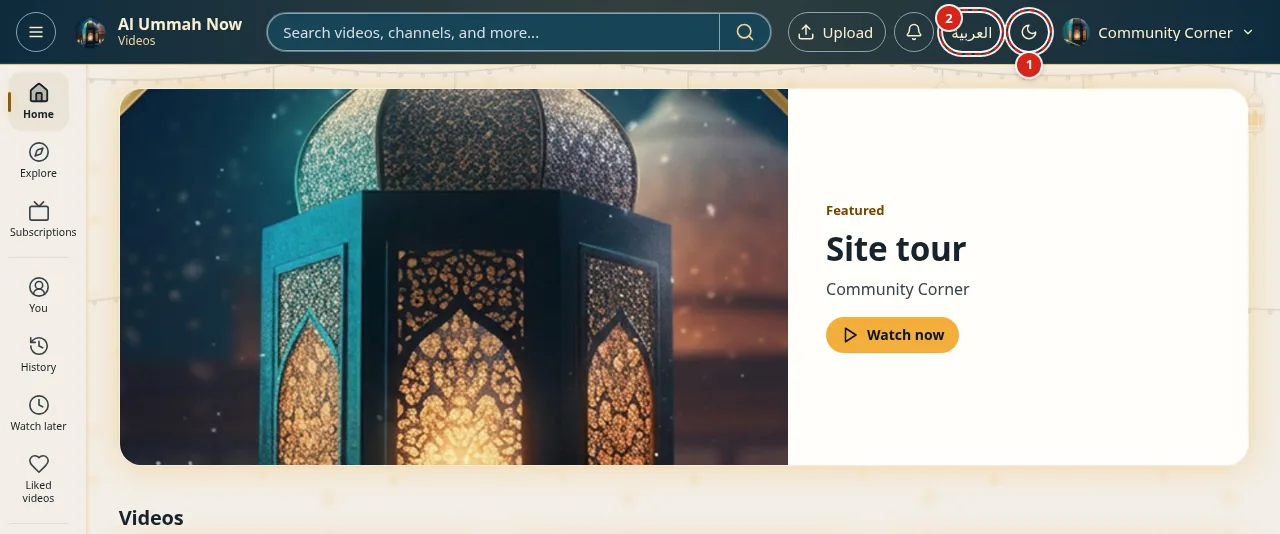 Al Ummah Now
Videos
Search videos, channels, and more...
Upload
2
العربية
1
Community Corner
Home
Explore
Subscriptions
You
History
Watch later
Liked
videos
Featured
Site tour
Community Corner
Watch now
Videos